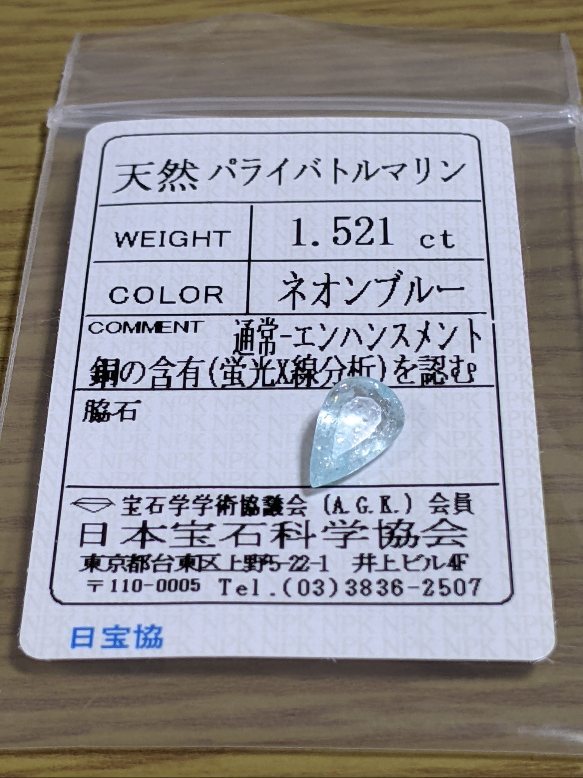 天然 パライバトルマリン
WEIGHT 1.521 ct
COLOR ネオンブルー
COMMENT 通常-エンハンスメント
銅の含有(蛍光X線分析)を認む
脇石
宝石学学術協議会 (A.G.K.) 会員
日本宝石科学協会
東京都台東区上野5-22-1 井上ビル4F
〒110-0005 Tel.(03)3836-2507
日宝協